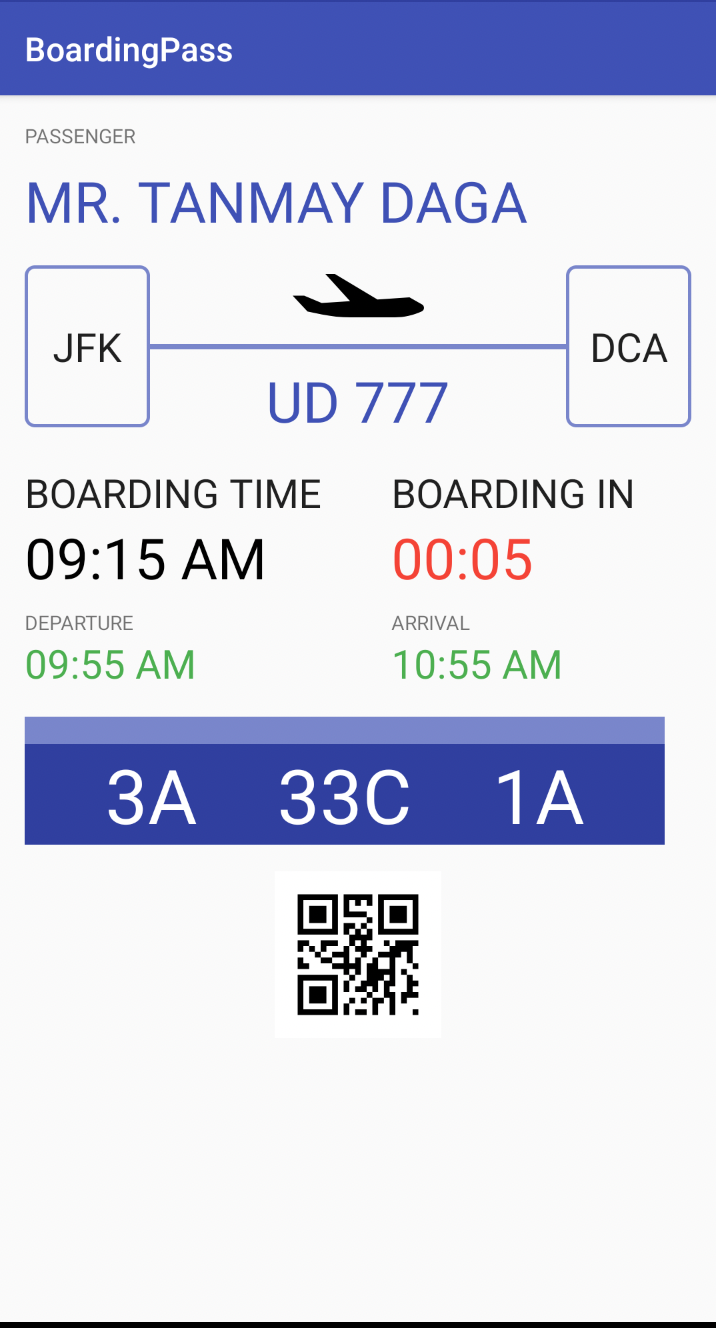 BoardingPass
PASSENGER
MR. TANMAY DAGA
JFK
DCA
UD 777
BOARDING TIME
BOARDING IN
09:15 AM
00:05
DEPARTURE
ARRIVAL
09:55 AM
10:55 AM
3A 33C 1A